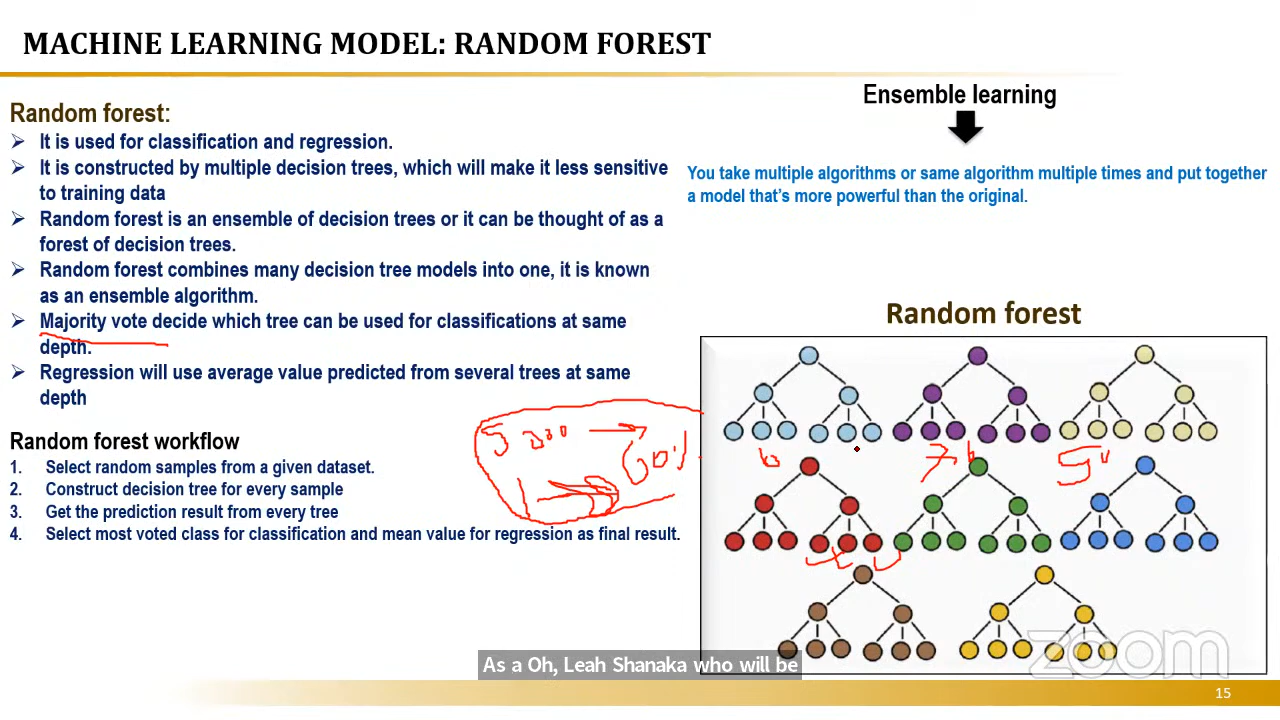 MACHINE LEARNING MODEL: RANDOM FOREST
Random forest:
➢ It is used for classification and regression.
➢ It is constructed by multiple decision trees, which will make it less sensitive
to training data
➢ Random forest is an ensemble of decision trees or it can be thought of as a
forest of decision trees.
➢ Random forest combines many decision tree models into one, it is known
as an ensemble algorithm.
➢ Majority vote decide which tree can be used for classifications at same
depth.
➢ Regression will use average value predicted from several trees at same
depth
Random forest workflow
1. Select random samples from a given dataset.
2. Construct decision tree for every sample
3. Get the prediction result from every tree
4. Select most voted class for classification and mean value for regression as final result.
Ensemble learning
You take multiple algorithms or same algorithm multiple times and put together
a model that's more powerful than the original.
Random forest
zoom
As a Oh, Leah Shanaka who will be
15